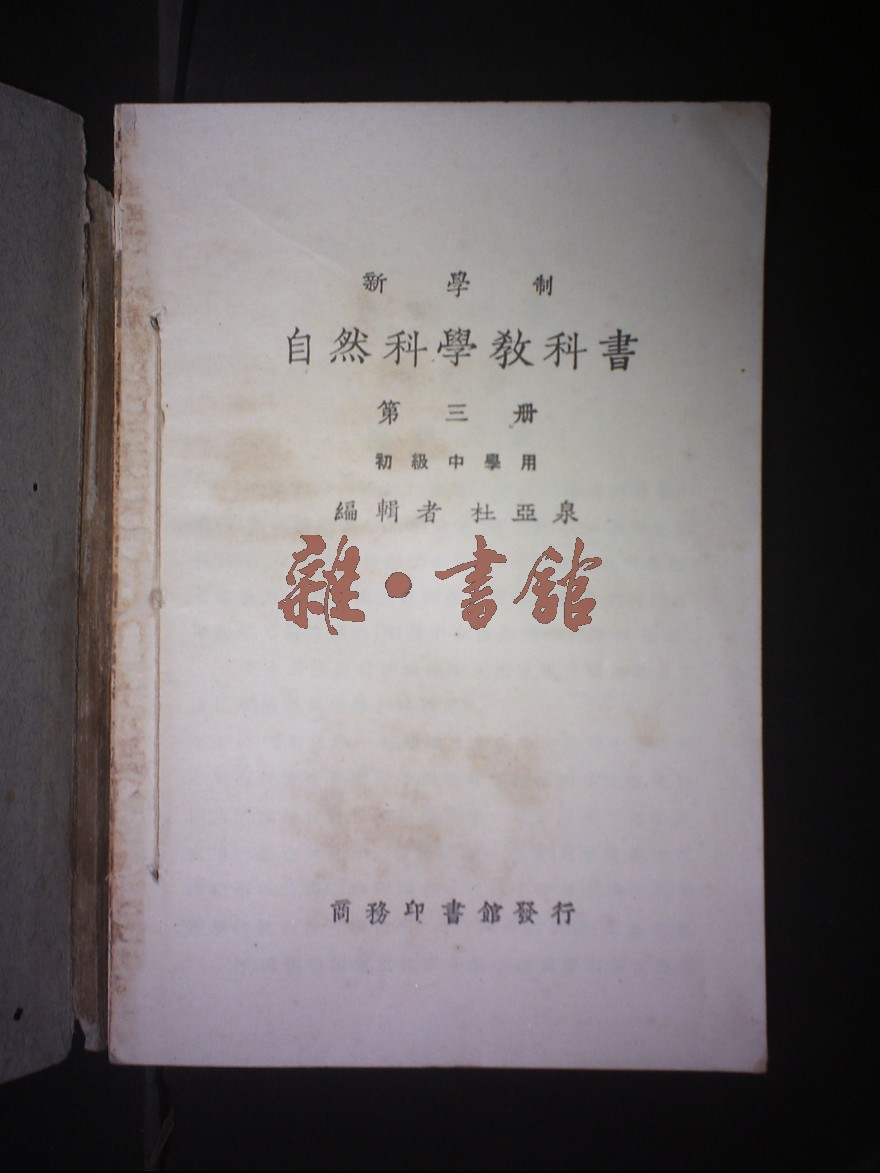 新學制
自然科學教科書
第三册
初級中學用
編輯者 杜亞泉
雜·書館
商務印書館發行